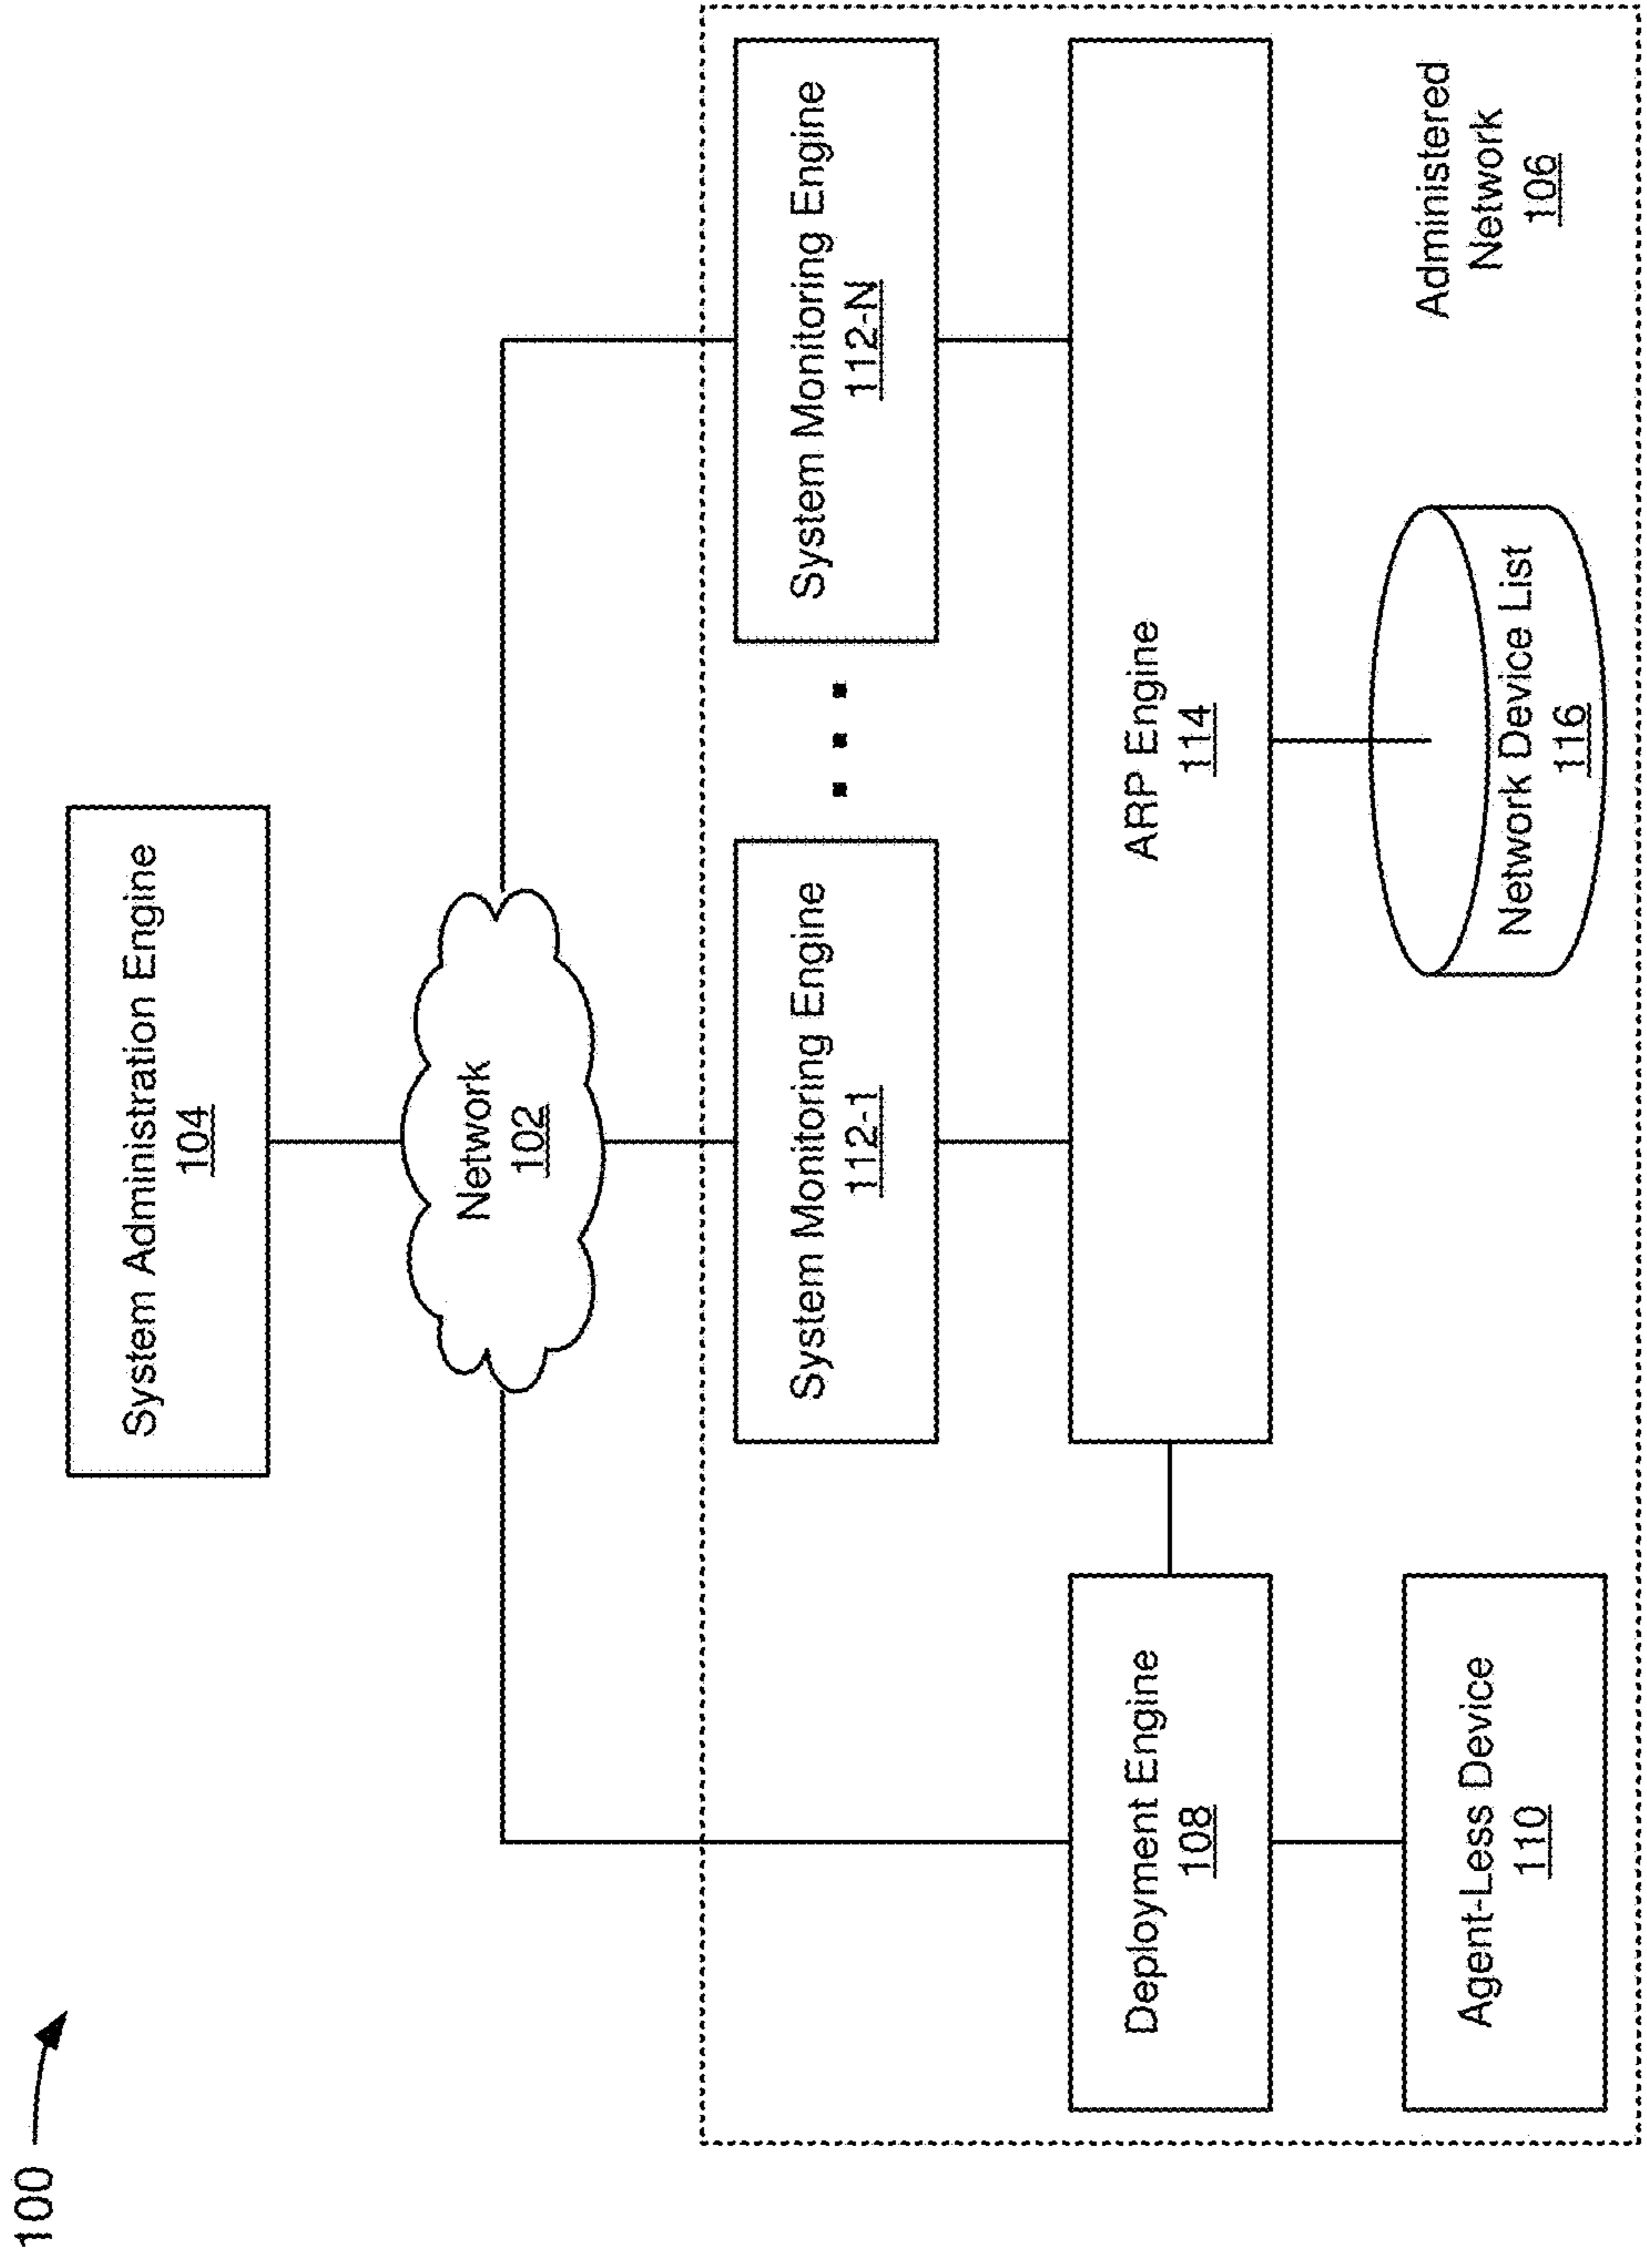 100
System Administration Engine
104
Network
102
System Monitoring Engine
112-1
System Monitoring Engine
112-N
Deployment Engine
108
ARP Engine
114
Agent-Less Device
110
Network Device List
116
Administered
Network
106